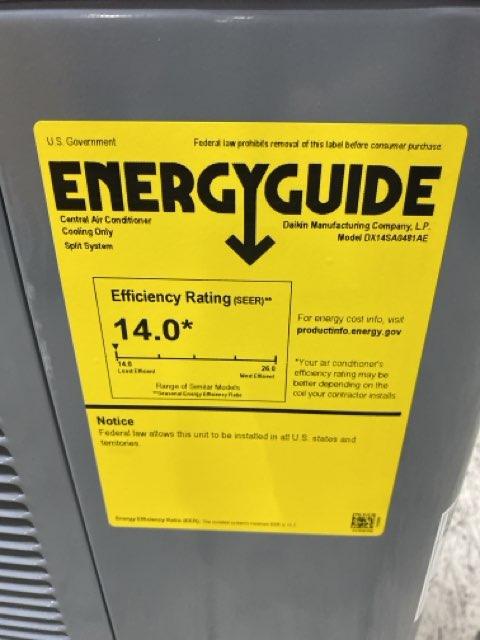 U.S. Government
Federal law prohibits removal of this label before consumer purchase.
ENERGYGUIDE
Central Air Conditioner
Cooling Only
Split System
Daikin Manufacturing Company, L.P.
Model DX14SA0481AE
Efficiency Rating (SEER)**
14.0*
14.0
Least Efficient
26.0
Most Efficient
Range of Similar Models
**Seasonal Energy Efficiency Ratio
For energy cost info, visit
productinfo.energy.gov
*Your air conditioner's
efficiency rating may be
better depending on the
coil your contractor installs
Notice
Federal law allows this unit to be installed in all U.S. states and
territories.
Energy Efficiency Ratio (EER):